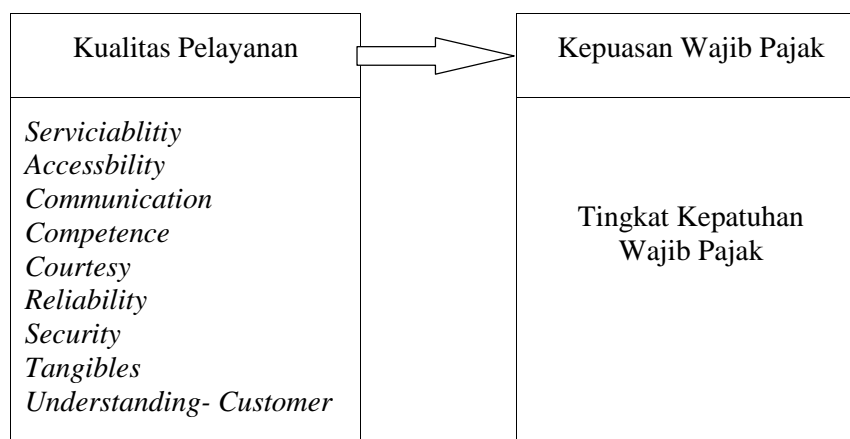 Kualitas Pelayanan
Serviciablitiy
Accessbility
Communication
Competence
Courtesy
Reliability
Security
Tangibles
Understanding- Customer
Kepuasan Wajib Pajak
Tingkat Kepatuhan
Wajib Pajak